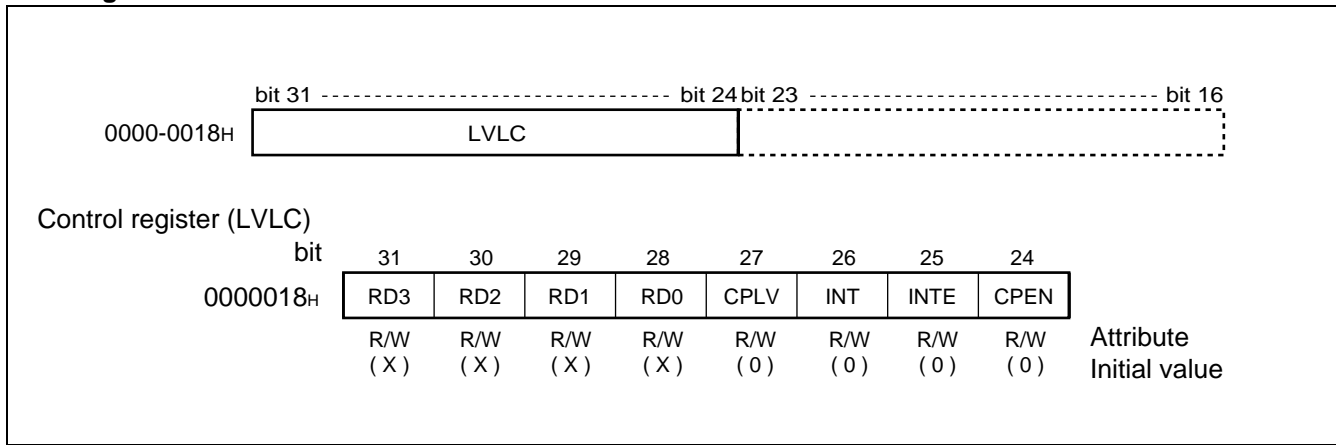 bit 31 - - - - - - - - - - - - - - - - - - - - - - - - - - - - - - - bit 24 bit 23 - - - - - - - - - - - - - - - - - - - - - - - - - - - - - - - bit 16
0000-0018H LVLC
Control register (LVLC)
bit 31 30 29 28 27 26 25 24
0000018H RD3 RD2 RD1 RD0 CPLV INT INTE CPEN
R/W R/W R/W R/W R/W R/W R/W R/W Attribute
( X ) ( X ) ( X ) ( X ) ( 0 ) ( 0 ) ( 0 ) ( 0 ) Initial value